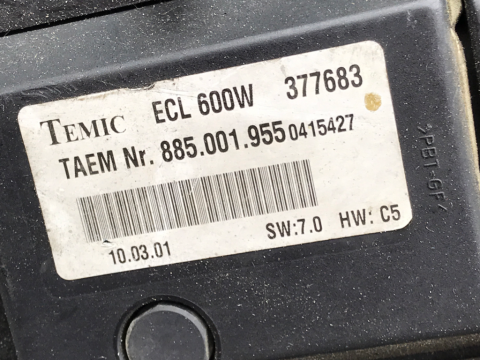 TEMIC ECL 600W 377683
TAEM Nr. 885.001.955 0415427
10.03.01 SW:7.0 HW: C5
>PBT-GF<